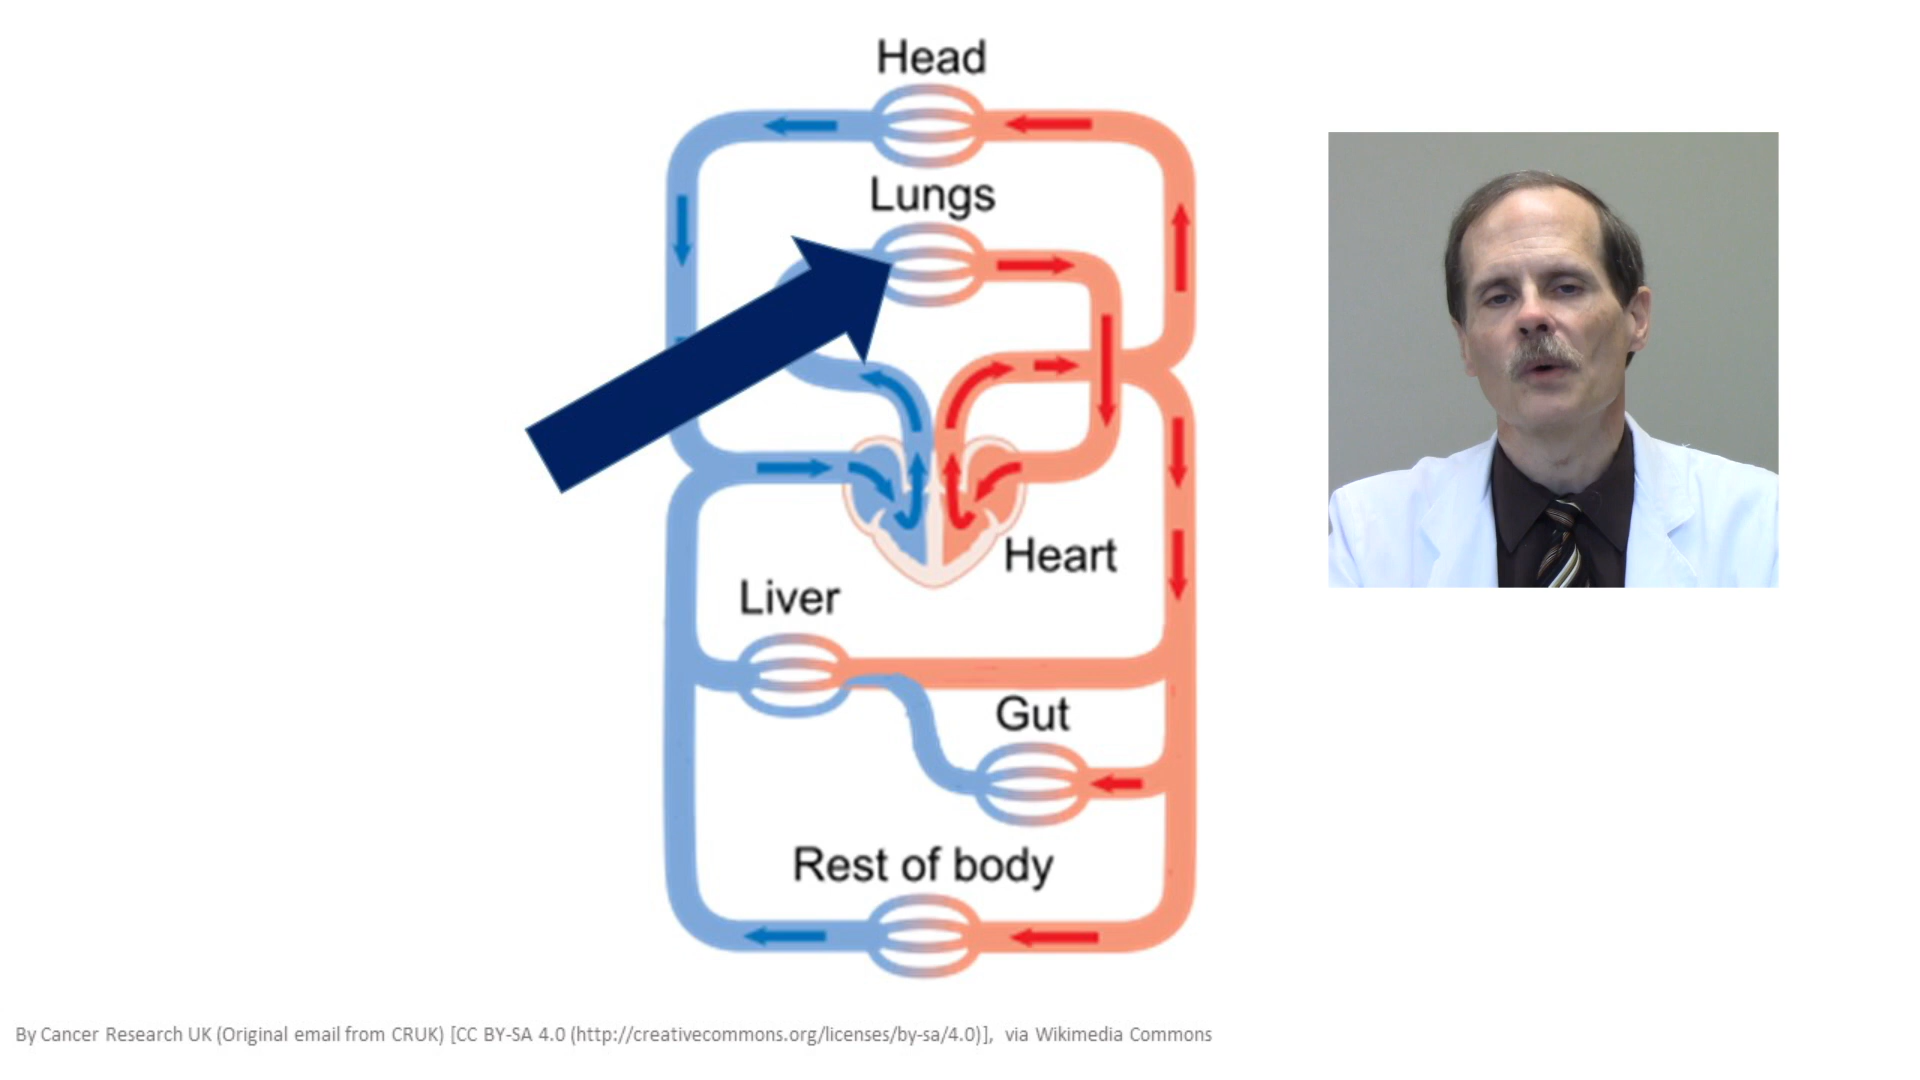 Head
Lungs
Heart
Liver
Gut
Rest of body
By Cancer Research UK (Original email from CRUK) [CC BY-SA 4.0 (http://creativecommons.org/licenses/by-sa/4.0)], via Wikimedia Commons